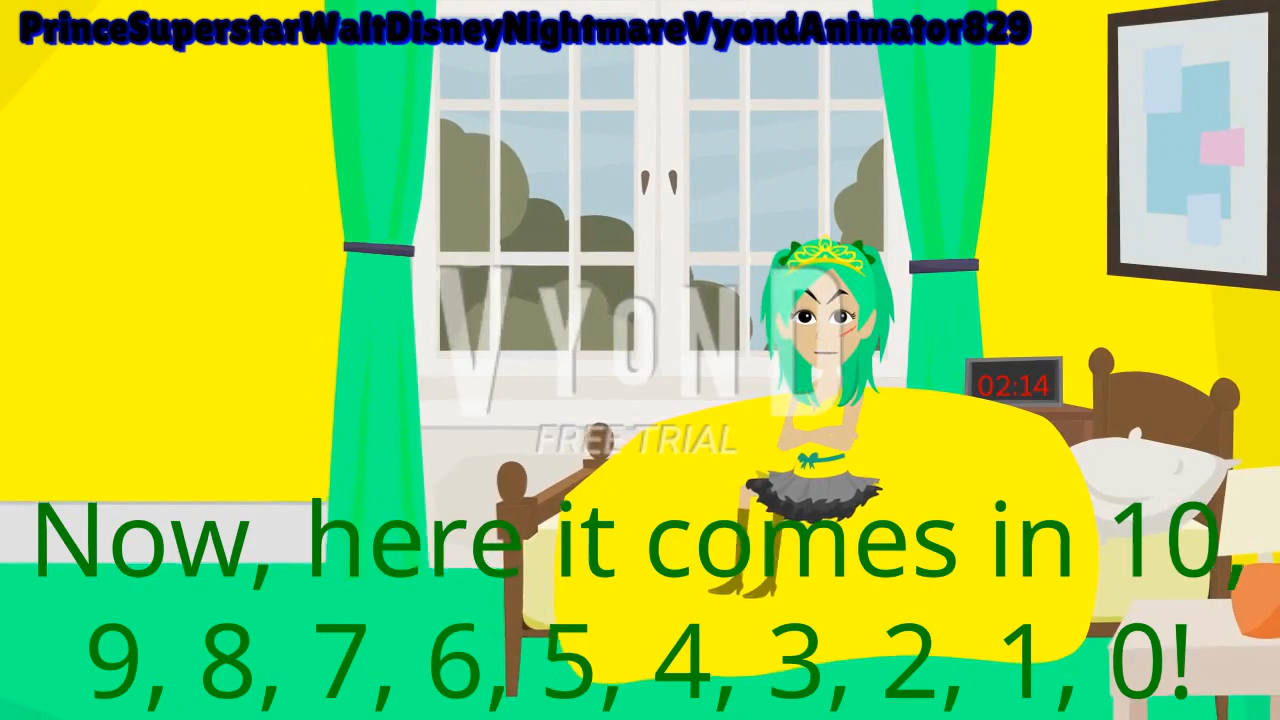 PrinceSuperstarWaltDisneyNightmareVyondAnimator829
VYOND
FREE TRIAL
02:14
Now, here it comes in 10,
9, 8, 7, 6, 5, 4, 3, 2, 1, 0!